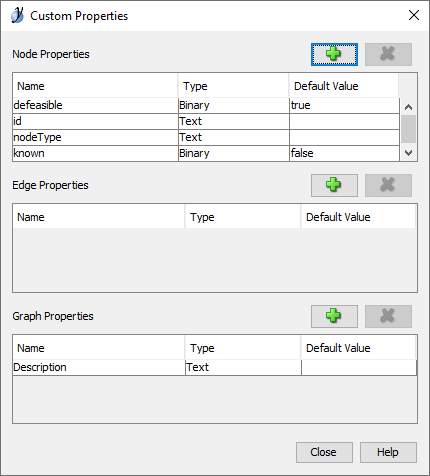 Custom Properties
Node Properties
Name Type Default Value
defeasible Binary true
id Text
nodeType Text
known Binary false
Edge Properties
Name Type Default Value
Graph Properties
Name Type Default Value
Description Text
Close Help